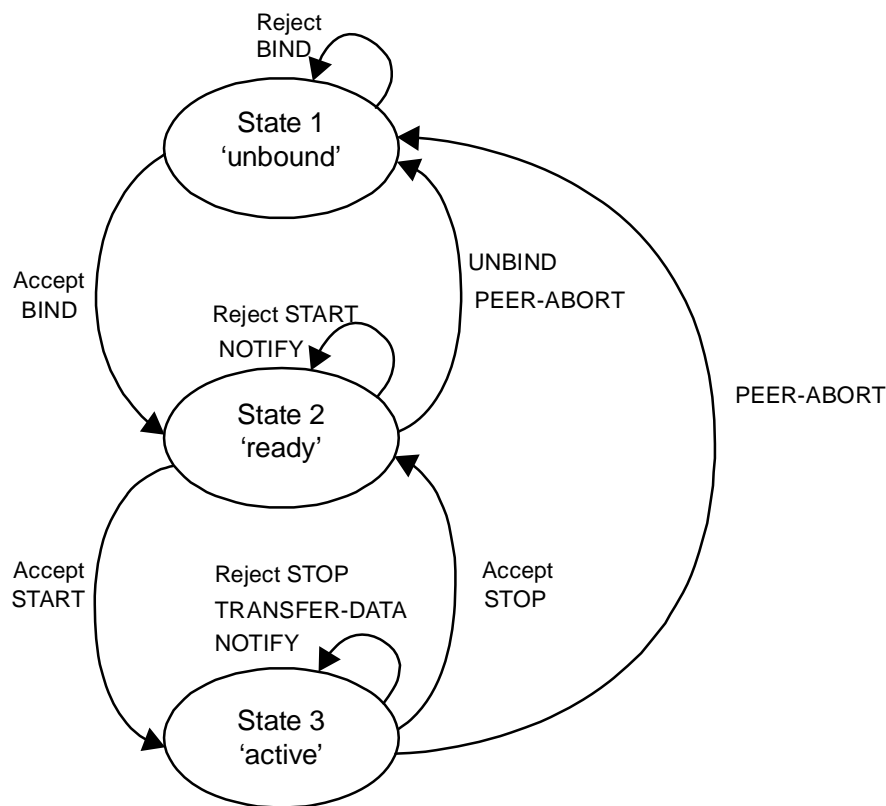 Reject
BIND
State 1
‘unbound’
Accept
BIND
UNBIND
PEER-ABORT
Reject START
NOTIFY
PEER-ABORT
State 2
‘ready’
Accept
START
Reject STOP
TRANSFER-DATA
NOTIFY
Accept
STOP
State 3
‘active’